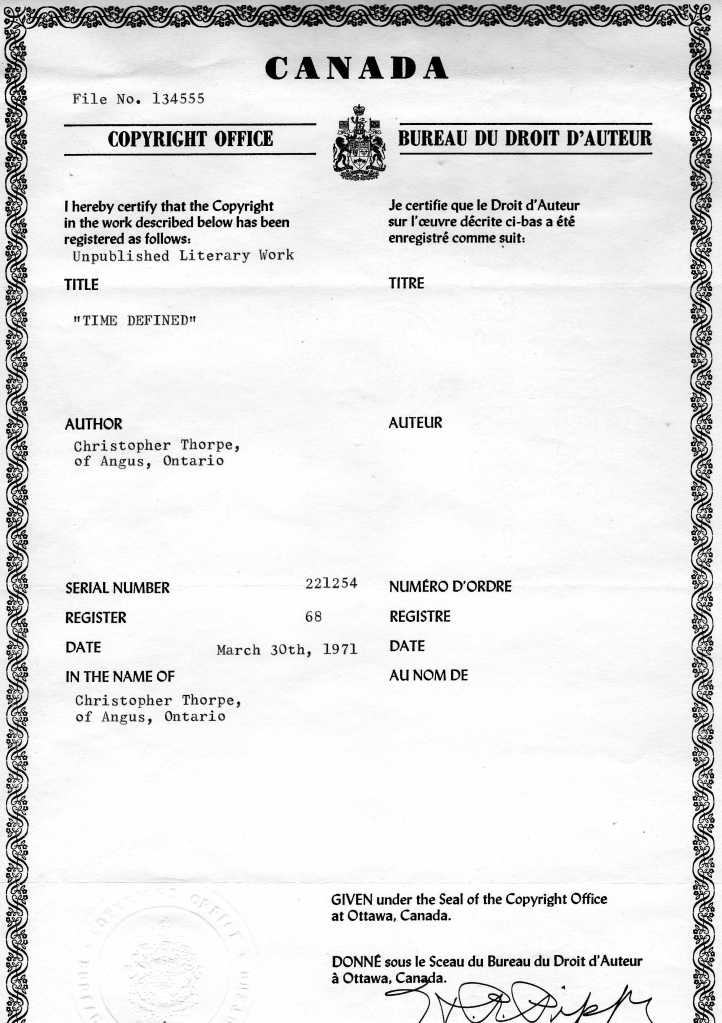 CANADA
File No. 134555
COPYRIGHT OFFICE
BUREAU DU DROIT D'AUTEUR
I hereby certify that the Copyright
in the work described below has been
registered as follows:
Unpublished Literary Work
Je certifie que le Droit d'Auteur
sur l'œuvre décrite ci-bas a été
enregistré comme suit:
TITLE
TITRE
"TIME DEFINED"
AUTHOR
AUTEUR
Christopher Thorpe,
of Angus, Ontario
SERIAL NUMBER 221254 NUMÉRO D'ORDRE
REGISTER 68 REGISTRE
DATE March 30th, 1971 DATE
IN THE NAME OF
AU NOM DE
Christopher Thorpe,
of Angus, Ontario
GIVEN under the Seal of the Copyright Office
at Ottawa, Canada.
DONNÉ sous le Sceau du Bureau du Droit d'Auteur
à Ottawa, Canada.